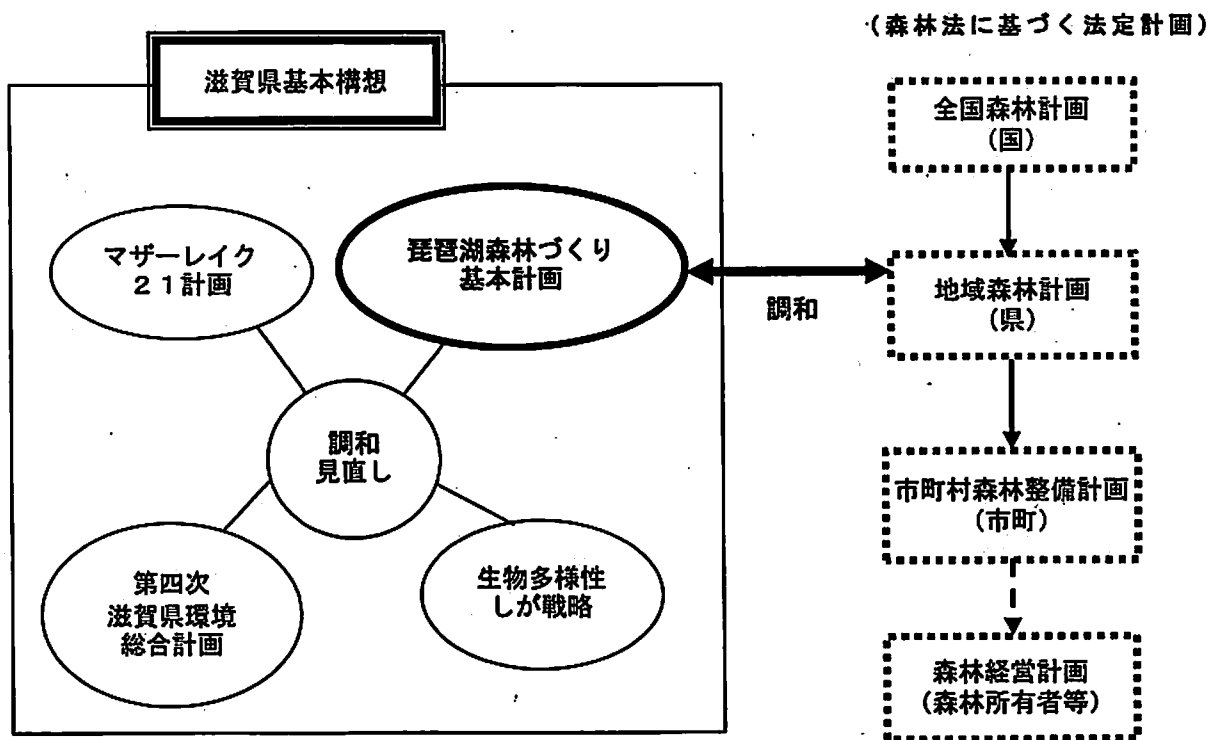 (森林法に基づく法定計画)
滋賀県基本構想
マザーレイク
21計画
琵琶湖森林づくり
基本計画
調和
見直し
第四次
滋賀県環境
総合計画
生物多様性
しが戦略
調和
全国森林計画
(国)
地域森林計画
(県)
市町村森林整備計画
(市町)
森林経営計画
(森林所有者等)